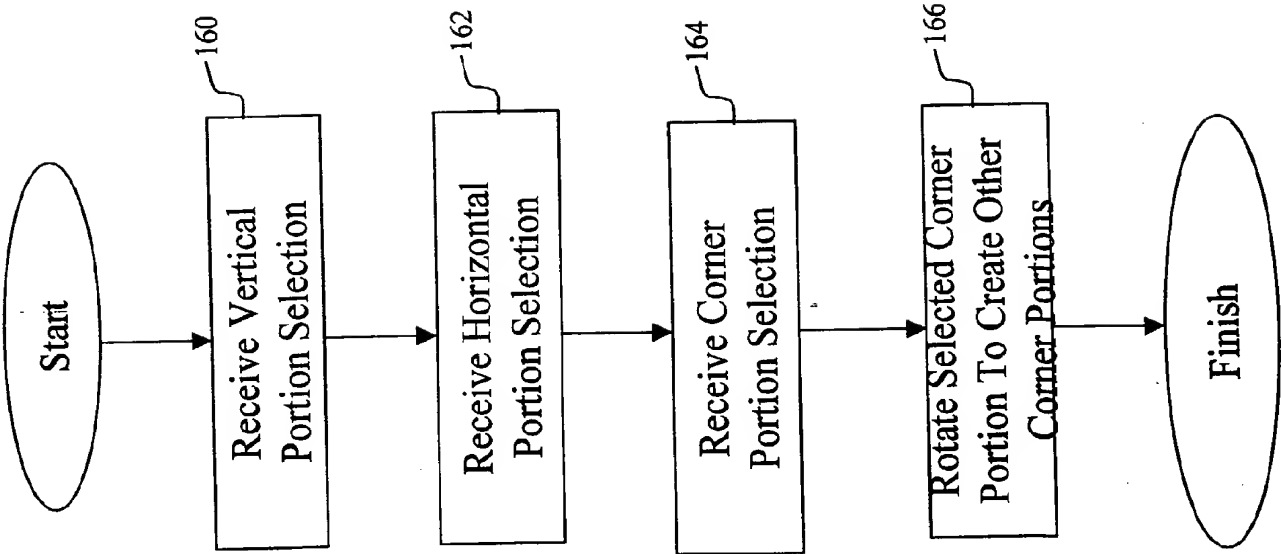 Start
160
Receive Vertical
Portion Selection
162
Receive Horizontal
Portion Selection
164
Receive Corner
Portion Selection
166
Rotate Selected Corner
Portion To Create Other
Corner Portions
Finish